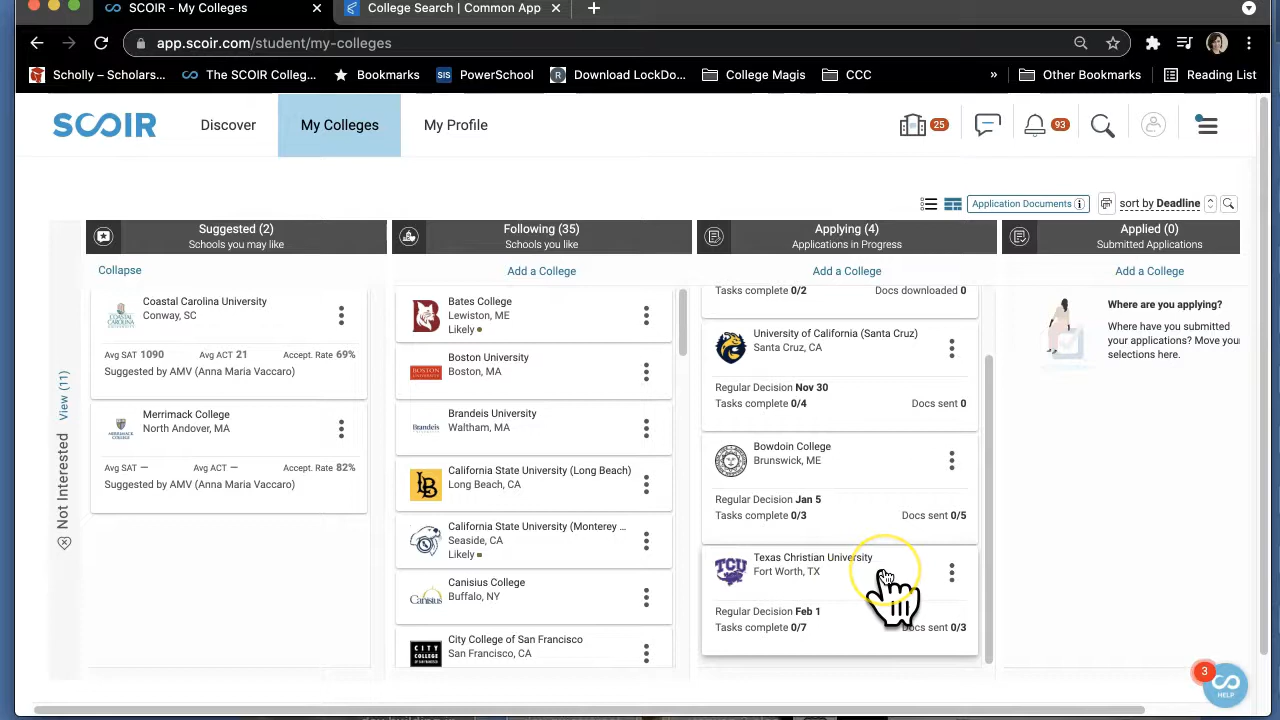 SCOIR - My Colleges
College Search | Common App
app.scoir.com/student/my-colleges
Scholly – Scholars...
The SCOIR Colleg...
Bookmarks
SIS
PowerSchool
Download LockDo...
College Magis
CCC
»
Other Bookmarks
Reading List
SCOIR
Discover
My Colleges
My Profile
25
93
Application Documents
sort by Deadline
Suggested (2)
Schools you may like
Collapse
Coastal Carolina University
Conway, SC
Avg SAT 1090 Avg ACT 21 Accept. Rate 69%
Suggested by AMV (Anna Maria Vaccaro)
Merrimack College
North Andover, MA
Avg SAT — Avg ACT — Accept. Rate 82%
Suggested by AMV (Anna Maria Vaccaro)
Not Interested View (11)
Following (35)
Schools you like
Add a College
Bates College
Lewiston, ME
Likely
Boston University
Boston, MA
BOSTON
Brandeis University
Waltham, MA
Brandeis
California State University (Long Beach)
Long Beach, CA
LB
California State University (Monterey ...
Seaside, CA
Likely
Canisius College
Buffalo, NY
Canisius
City College of San Francisco
San Francisco, CA
CITY
COLLEGE
Applying (4)
Applications in Progress
Add a College
Tasks complete 0/2 Docs downloaded 0
University of California (Santa Cruz)
Santa Cruz, CA
Regular Decision Nov 30
Tasks complete 0/4 Docs sent 0
Bowdoin College
Brunswick, ME
Regular Decision Jan 5
Tasks complete 0/3 Docs sent 0/5
Texas Christian University
Fort Worth, TX
TCU
Regular Decision Feb 1
Tasks complete 0/7 Docs sent 0/3
Applied (0)
Submitted Applications
Add a College
Where are you applying?
Where have you submitted
your applications? Move your
selections here.
3
HELP